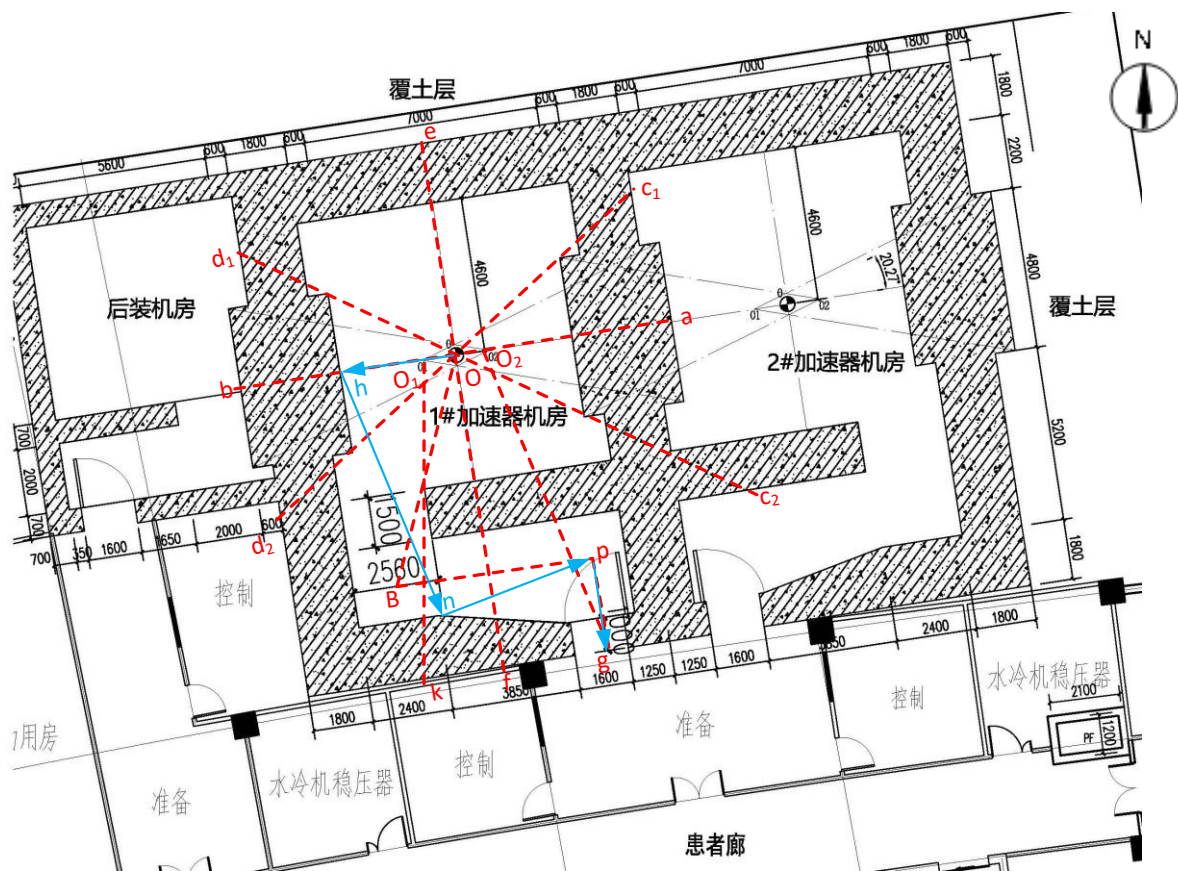 覆土层
N
600
1800
600
7000
600
1800
600
7000
600
1800
600
5600
1800
2200
4800
5200
1800
e
c₁
d₁
4600
4600
20.27°
后装机房
覆土层
θ
O1
O2
a
2#加速器机房
b
h
O₁
O
O₂
1#加速器机房
c₂
d₂
700
2000
700
700
350
1600
1650
2000
600
1500
2560
B
n
p
g
f
k
控制
1800
2400
3850
1600
1250
1250
1600
2400
1800
控制
准备
控制
水冷机稳压器
2100
1200
PF
用房
准备
水冷机稳压器
患者廊